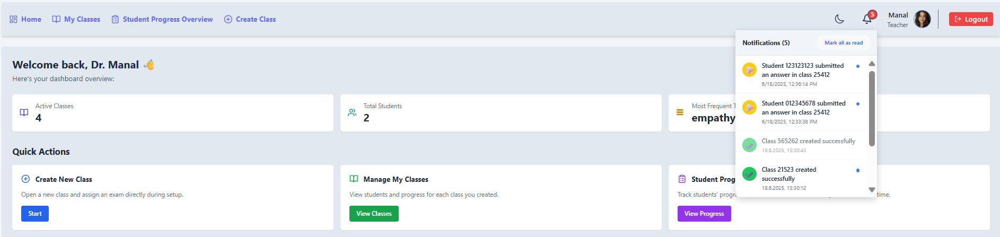 Home
My Classes
Student Progress Overview
Create Class
5
Manal
Teacher
Logout
Notifications (5)
Mark all as read
Student 123123123 submitted
an answer in class 25412
6/18/2025, 12:36:14 PM
Student 012345678 submitted
an answer in class 25412
6/18/2025, 12:33:38 PM
Class 565262 created successfully
18.6.2025, 15:30:43
Class 21523 created
successfully
18.6.2025, 15:30:12
Welcome back, Dr. Manal 👋
Here's your dashboard overview:
Active Classes
4
Total Students
2
Most Frequent
empathy
Quick Actions
Create New Class
Open a new class and assign an exam directly during setup.
Start
Manage My Classes
View students and progress for each class you created.
View Classes
Student
Track students' time.
View Progress